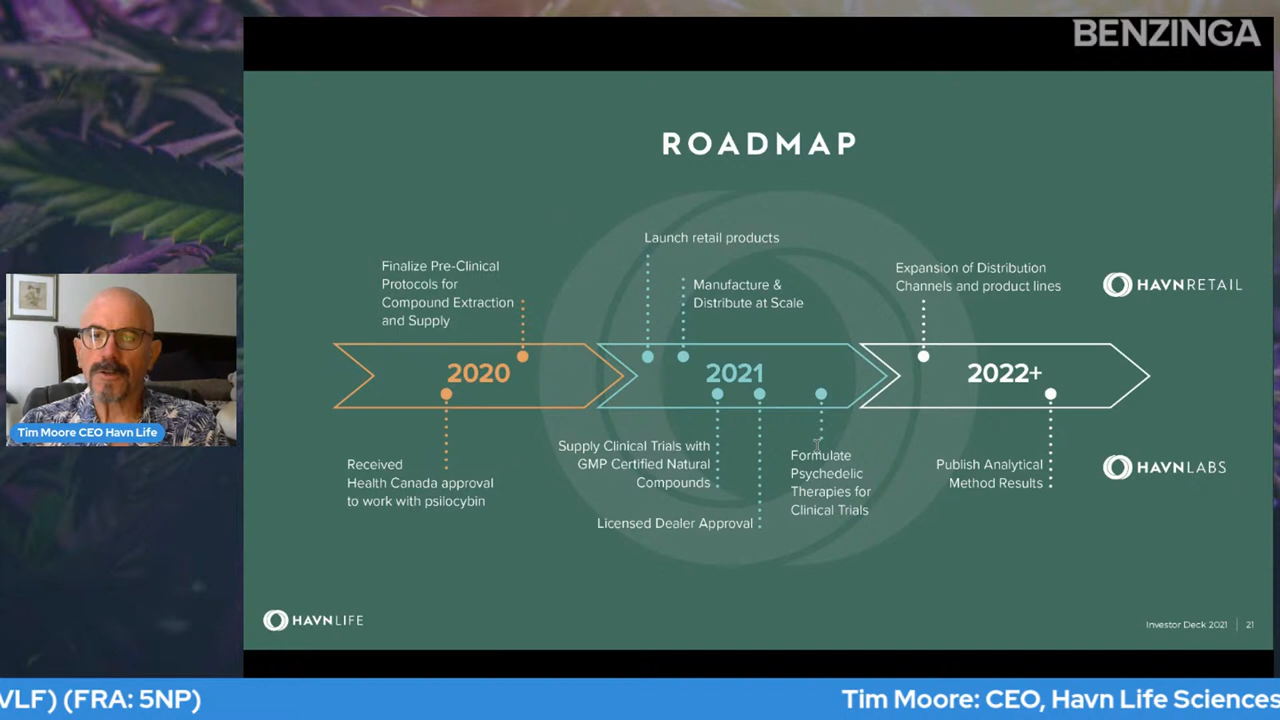 BENZINGA
ROADMAP
Launch retail products
Finalize Pre-Clinical
Protocols for
Compound Extraction
and Supply
Manufacture &
Distribute at Scale
Expansion of Distribution
Channels and product lines
HAVNRETAIL
2020
2021
2022+
Tim Moore CEO Havn Life
Received
Health Canada approval
to work with psilocybin
Supply Clinical Trials with
GMP Certified Natural
Compounds
Licensed Dealer Approval
Formulate
Psychedelic
Therapies for
Clinical Trials
Publish Analytical
Method Results
HAVNLABS
HAVNLIFE
Investor Deck 2021 | 21
VLF) (FRA: 5NP)
Tim Moore: CEO, Havn Life Sciences